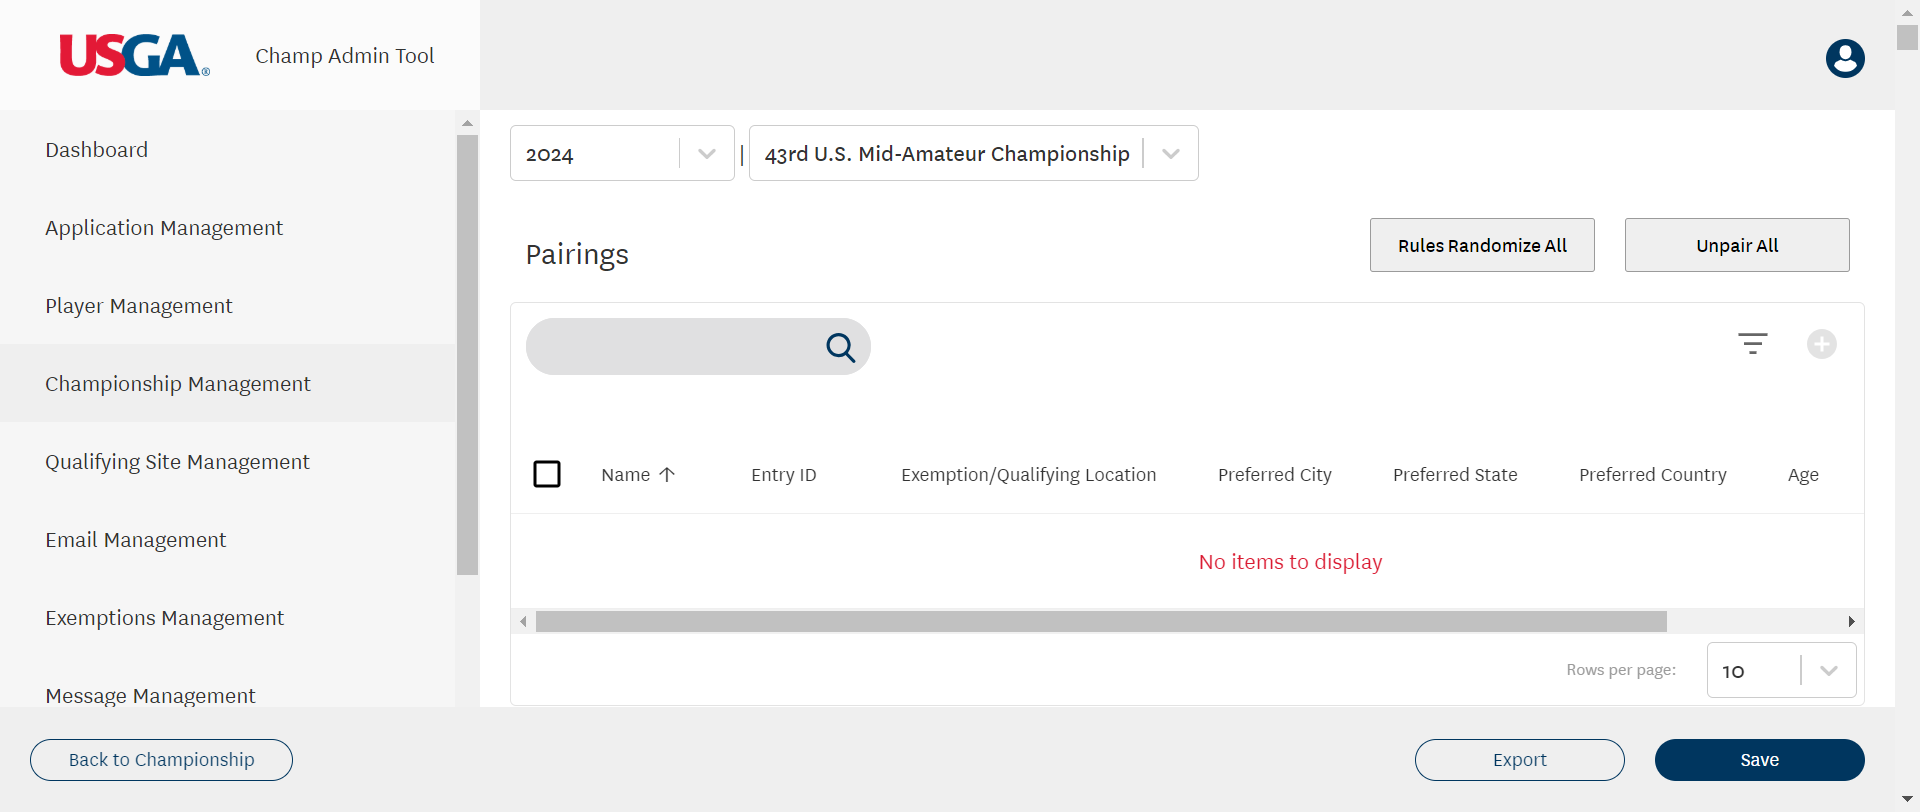 USGA®
Champ Admin Tool
Dashboard
Application Management
Player Management
Championship Management
Qualifying Site Management
Email Management
Exemptions Management
Message Management
2024
|
43rd U.S. Mid-Amateur Championship
Pairings
Rules Randomize All
Unpair All
Name ↑ Entry ID Exemption/Qualifying Location Preferred City Preferred State Preferred Country Age
No items to display
Rows per page: 10
Back to Championship
Export
Save